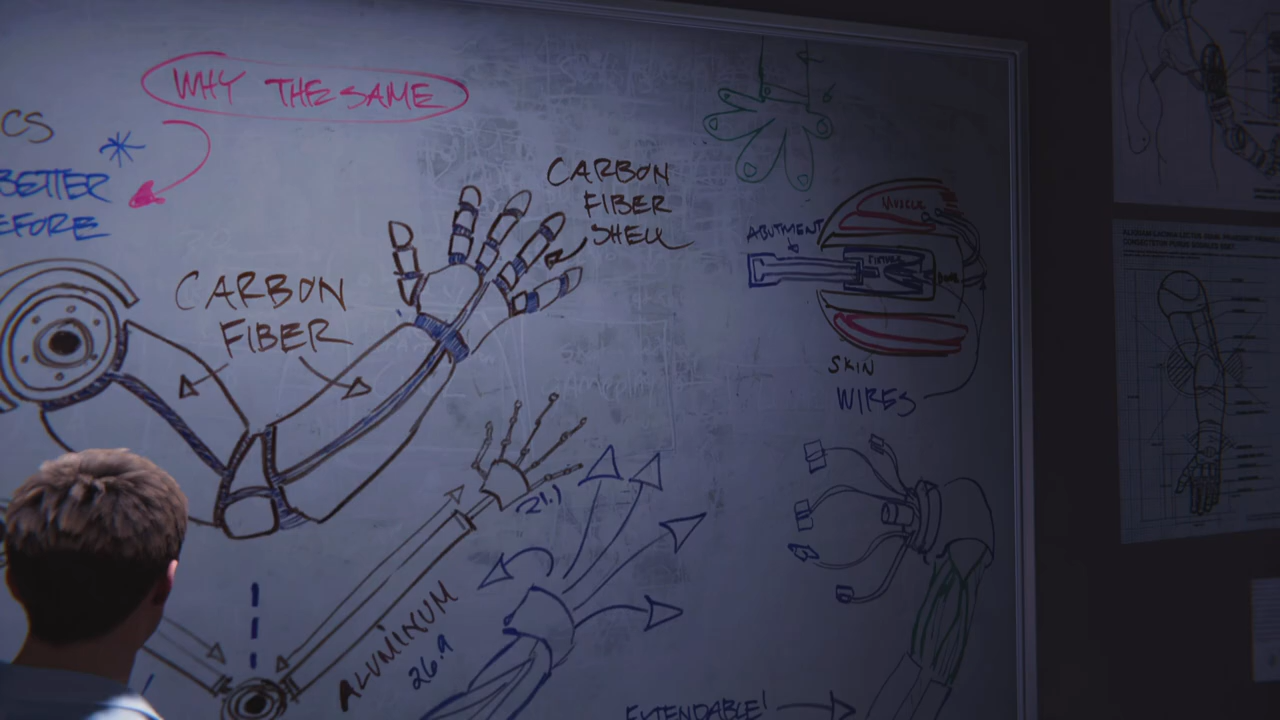 WHY THE SAME
CS
BETTER
EFORE
CARBON
FIBER
SHELL
CARBON
FIBER
ABUTMENT
MUSCLE
SKIN
WIRES
21.1
ALUMINUM
26.9
EXTENDABLE!